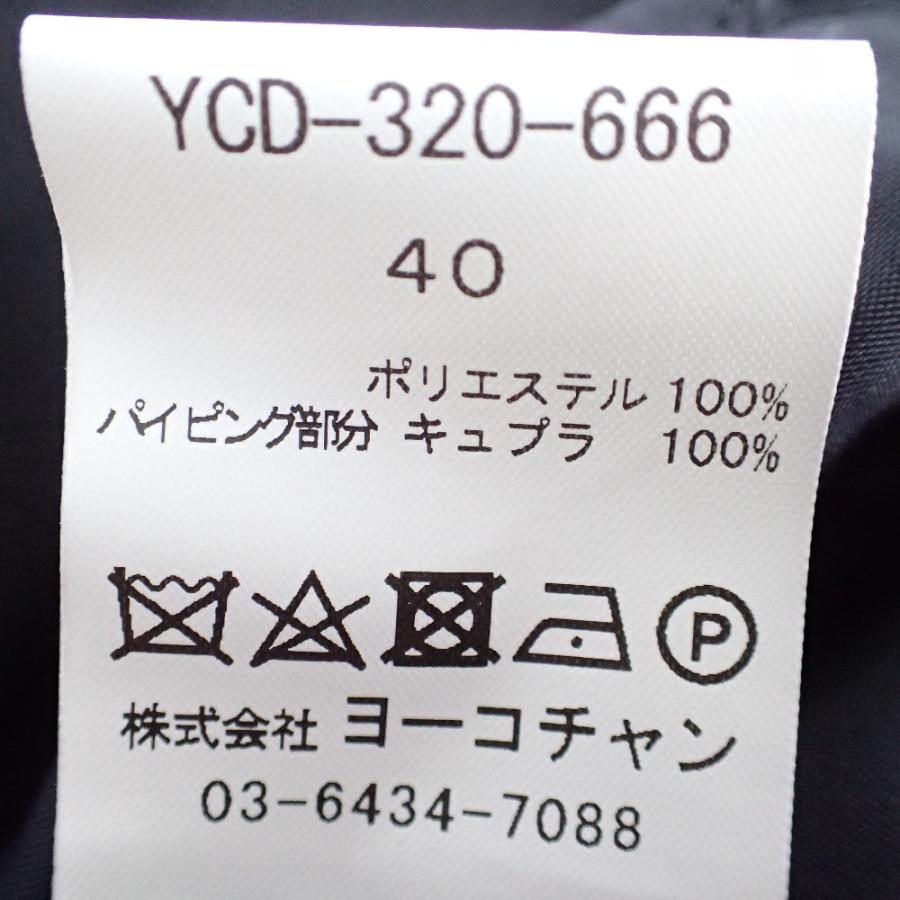 YCD-320-666
40
ポリエステル 100%
パイピング部分 キュプラ 100%
P
株式会社 ヨーコチャン
03-6434-7088